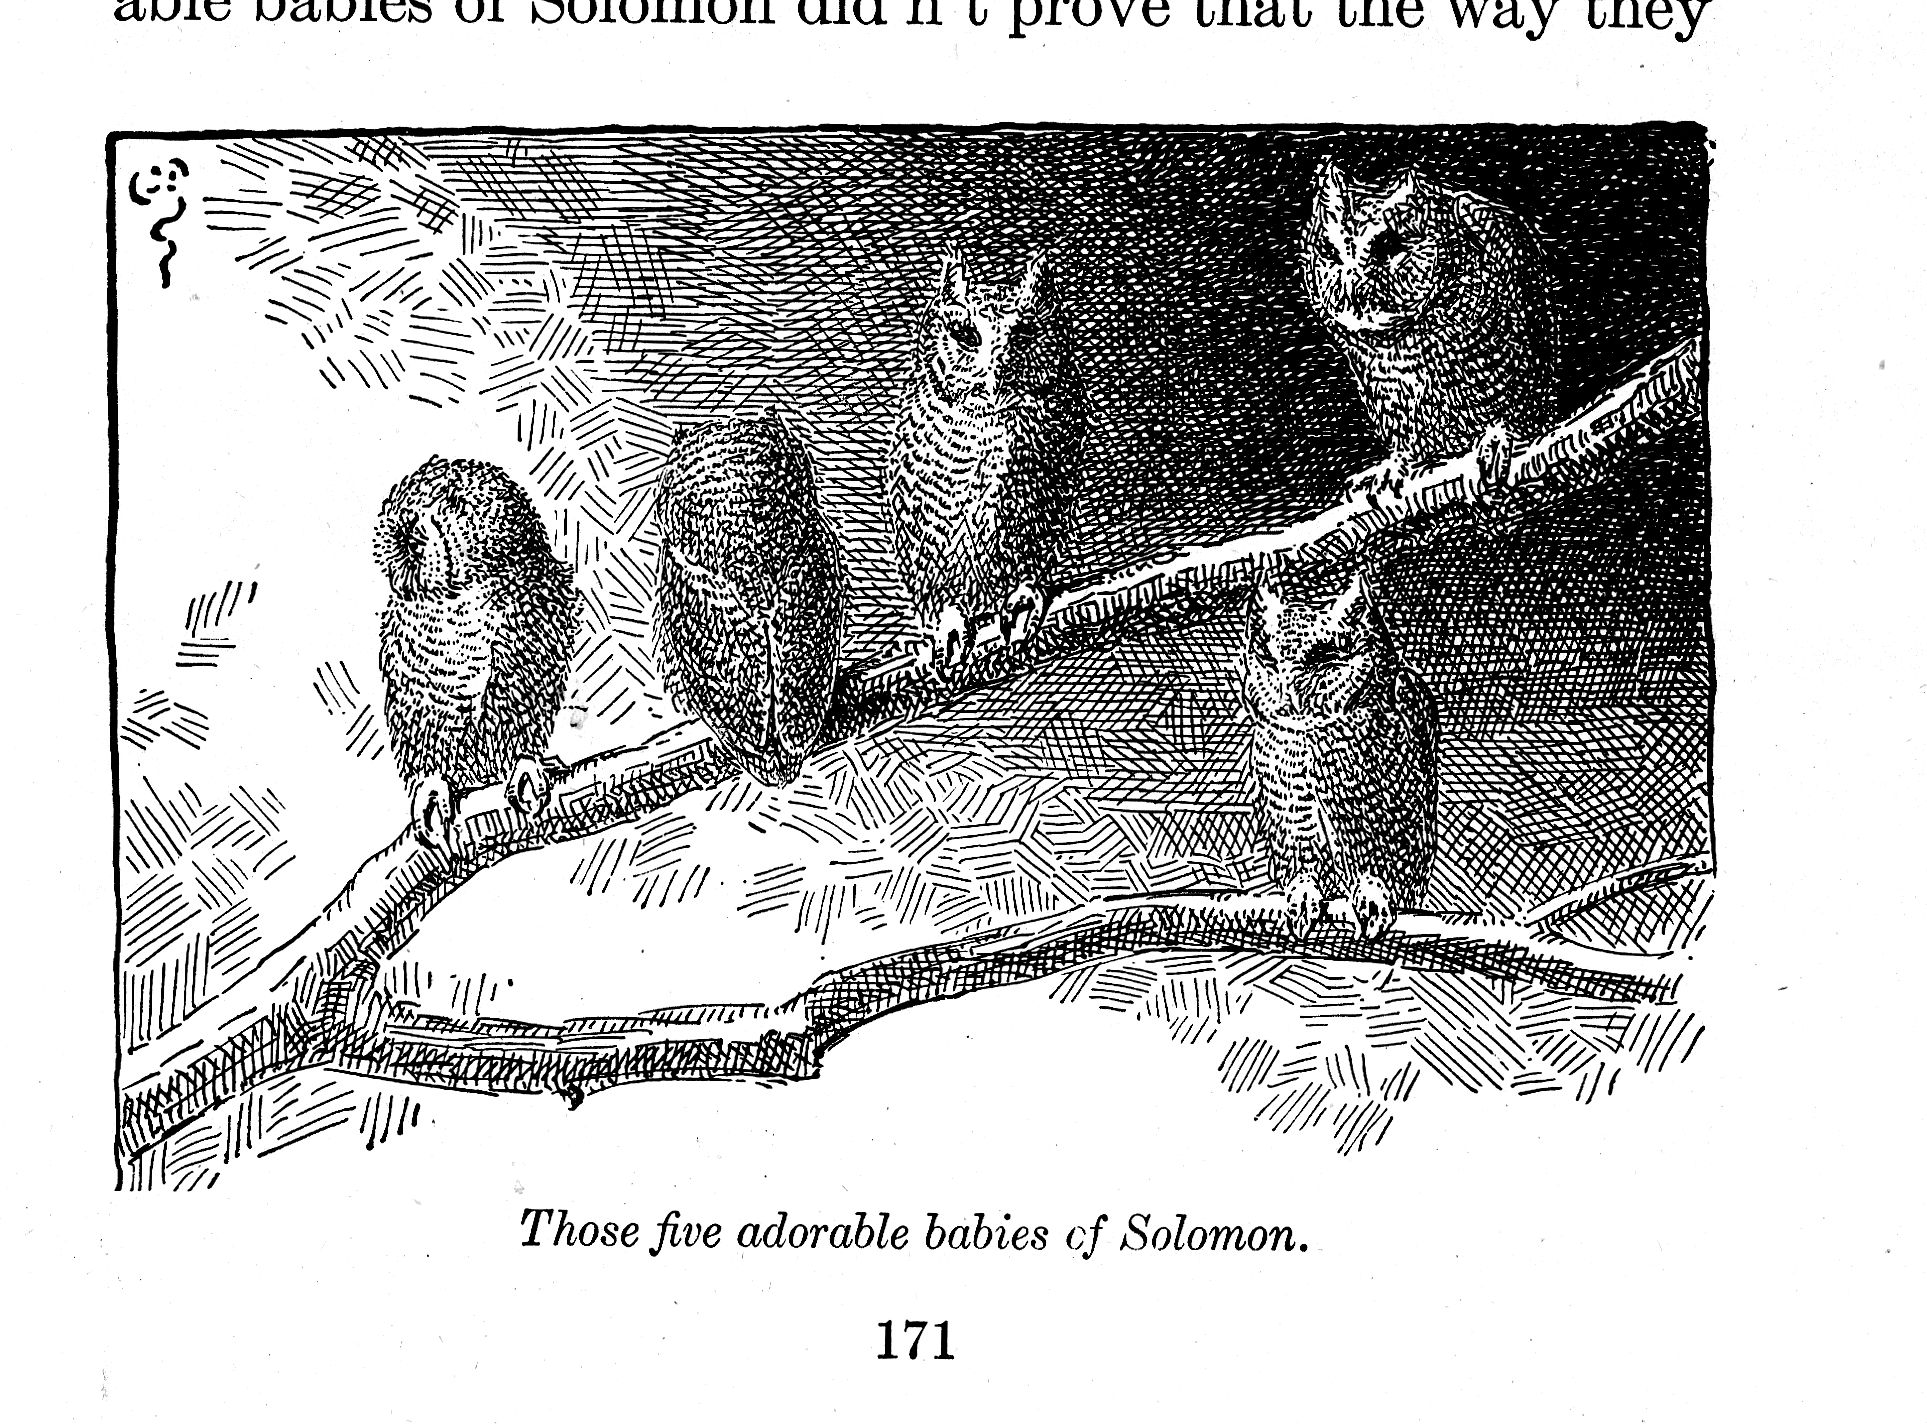 able babies of Solomon did n't prove that the way they
Those five adorable babies of Solomon.
171